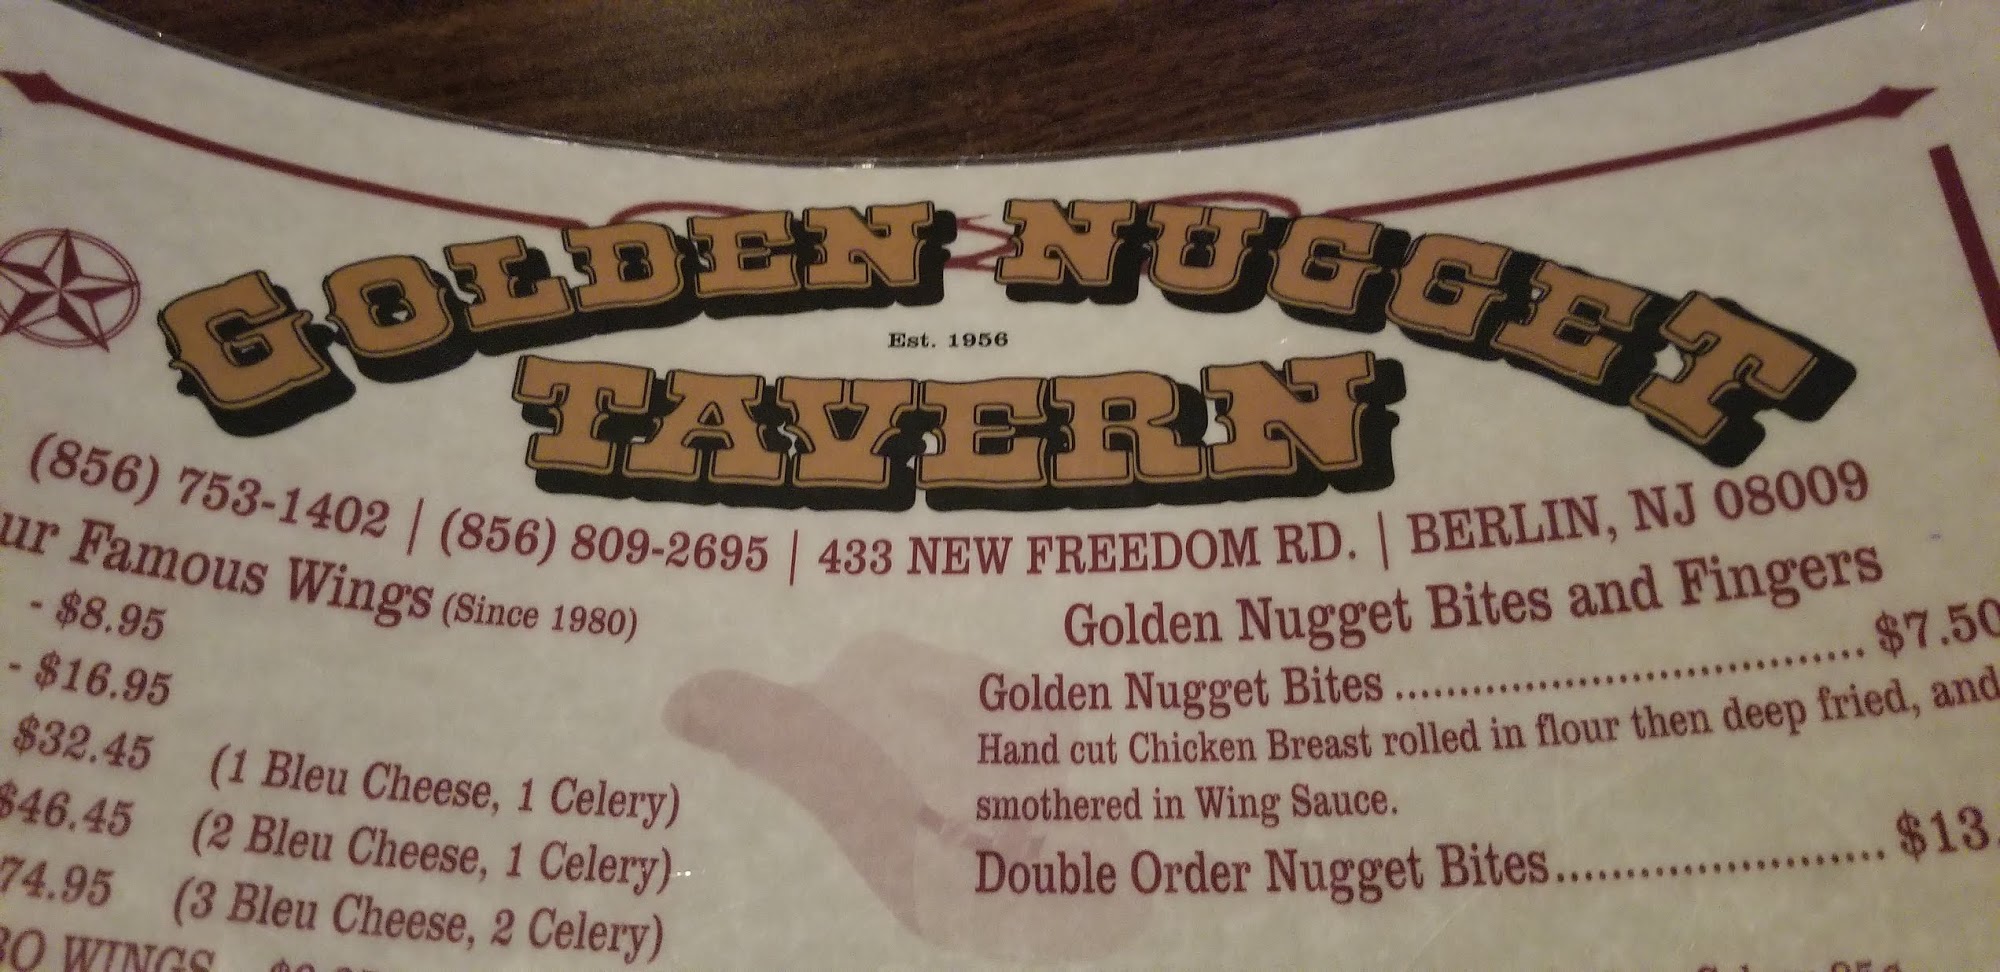 GOLDEN NUGGET
Est. 1956
TAVERN
(856) 753-1402 | (856) 809-2695 | 433 NEW FREEDOM RD. | BERLIN, NJ 08009
ur Famous Wings (Since 1980)
- $8.95
- $16.95
$32.45 (1 Bleu Cheese, 1 Celery)
$46.45 (2 Bleu Cheese, 1 Celery)
74.95 (3 Bleu Cheese, 2 Celery)
WINGS
Golden Nugget Bites and Fingers
Golden Nugget Bites ........................................ $7.50
Hand cut Chicken Breast rolled in flour then deep fried, and
smothered in Wing Sauce.
Double Order Nugget Bites........................... $13.